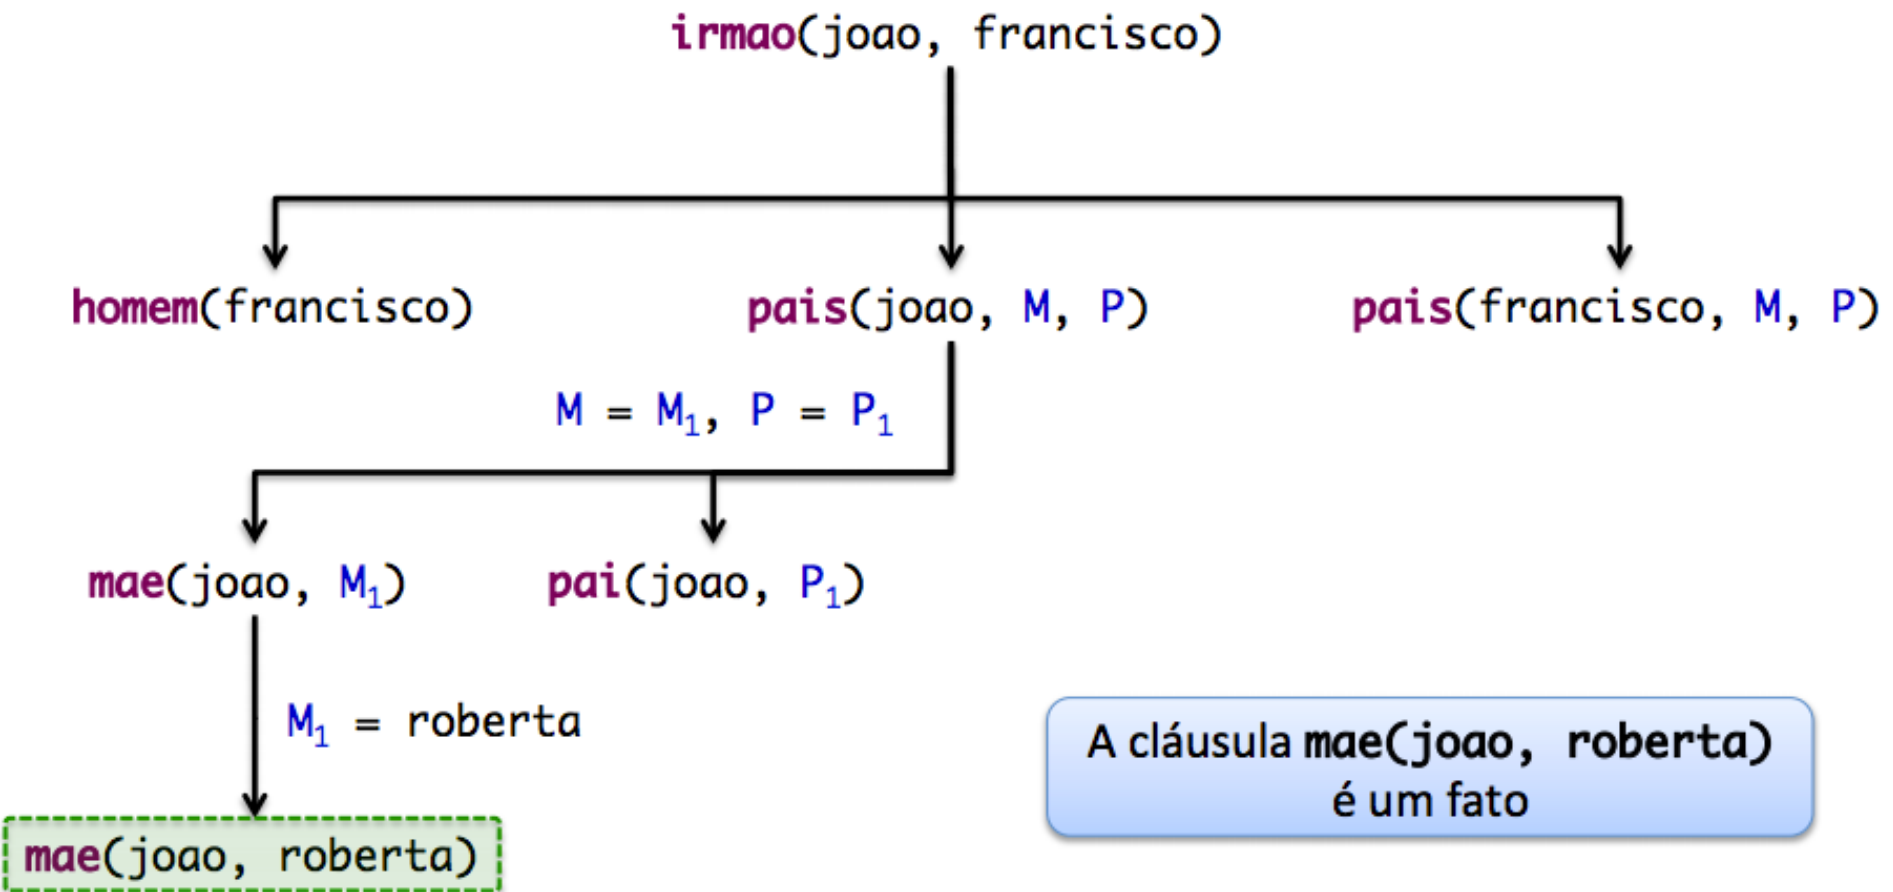 irmao(joao, francisco)
homem(francisco)
pais(joao, M, P)
pais(francisco, M, P)
M = M₁, P = P₁
mae(joao, M₁)
pai(joao, P₁)
M₁ = roberta
A cláusula mae(joao, roberta)
é um fato
mae(joao, roberta)